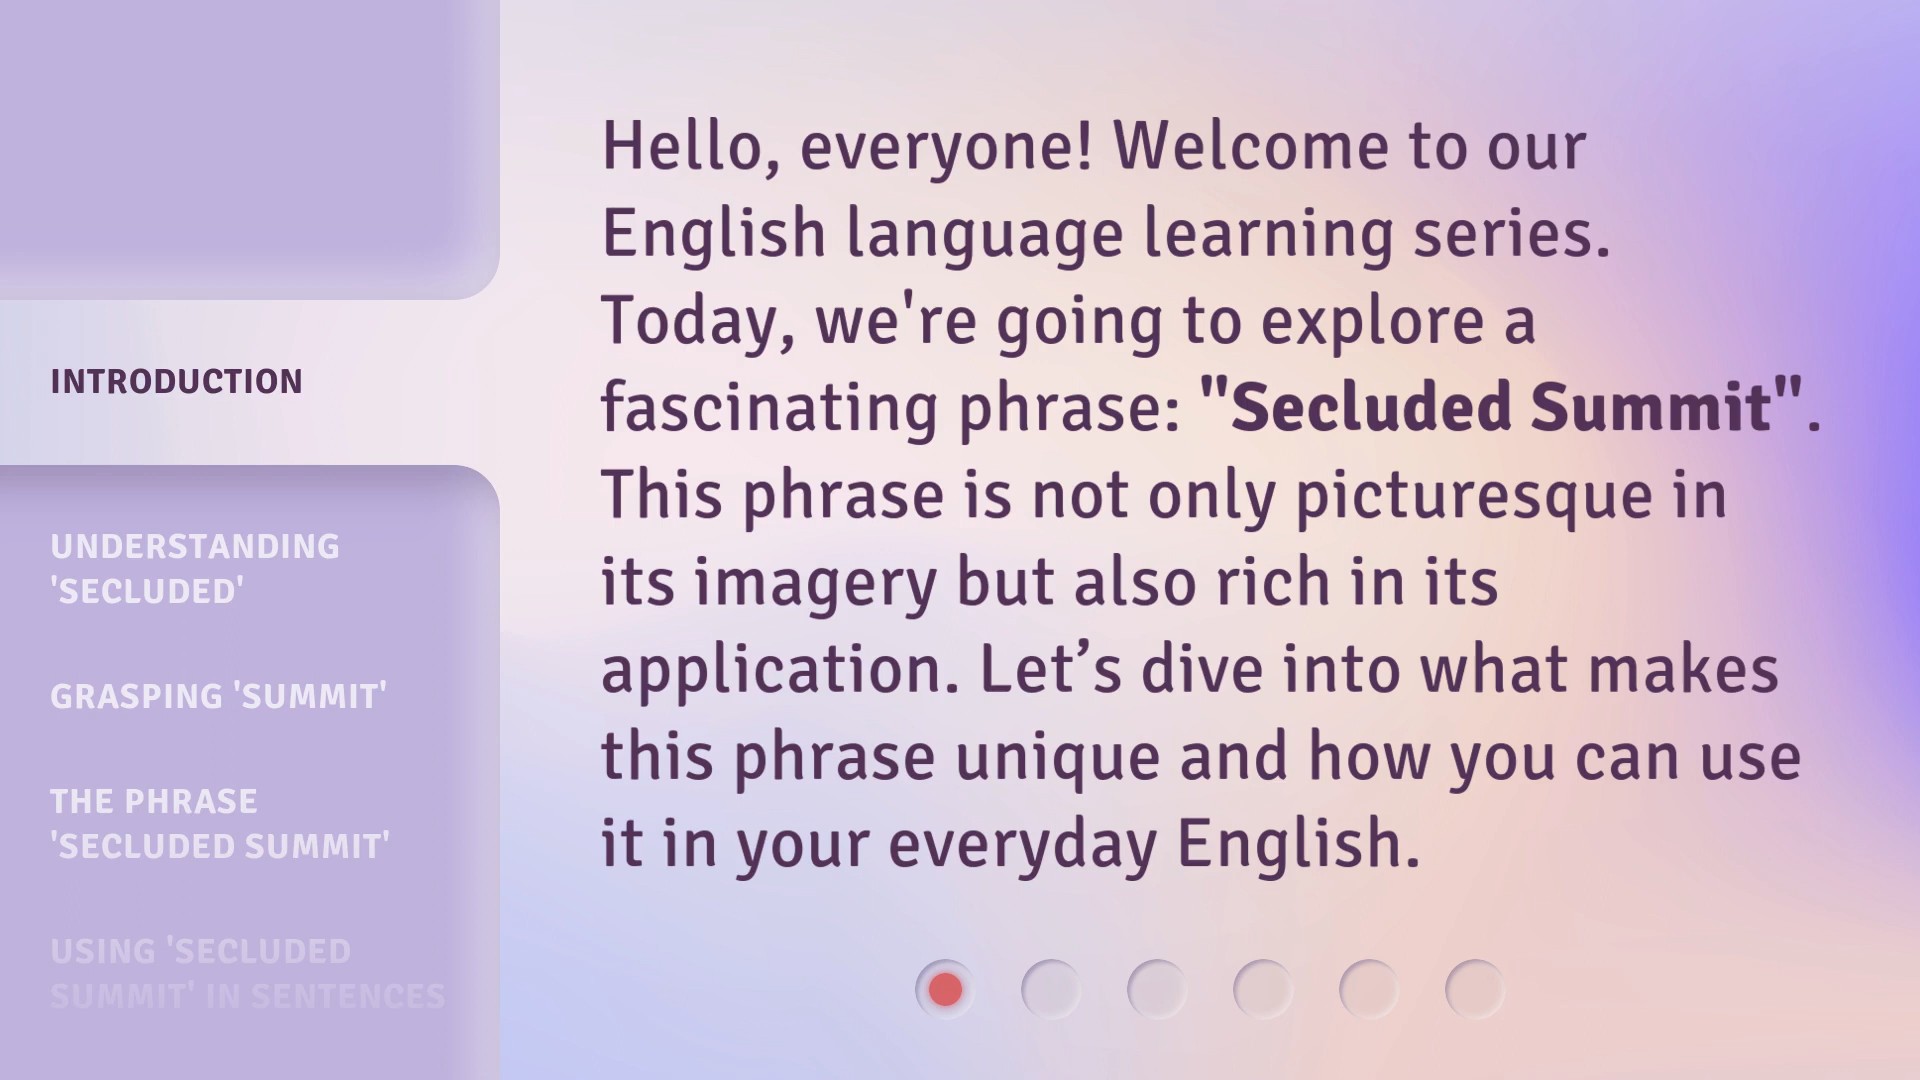 INTRODUCTION
UNDERSTANDING
'SECLUDED'
GRASPING 'SUMMIT'
THE PHRASE
'SECLUDED SUMMIT'
USING 'SECLUDED
SUMMIT' IN SENTENCES
Hello, everyone! Welcome to our
English language learning series.
Today, we're going to explore a
fascinating phrase: "Secluded Summit".
This phrase is not only picturesque in
its imagery but also rich in its
application. Let’s dive into what makes
this phrase unique and how you can use
it in your everyday English.